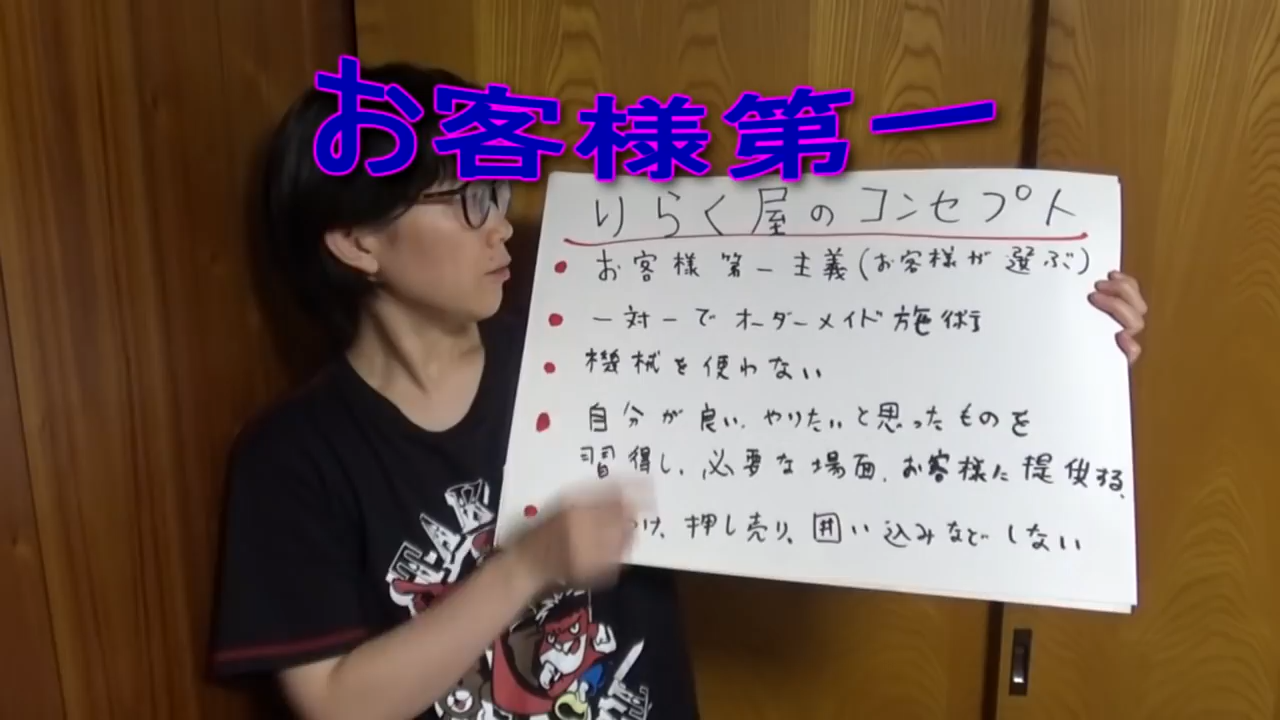 お客様第一
りらく屋のコンセプト
• お客様第一主義(お客様が選ぶ)
• 一対一でオーダーメイド施術
• 機械を使わない
• 自分が良い、やりたいと思ったものを
習得し、必要な場面、お客様に提供する、
• つけ、押し売り、囲い込みなどしない